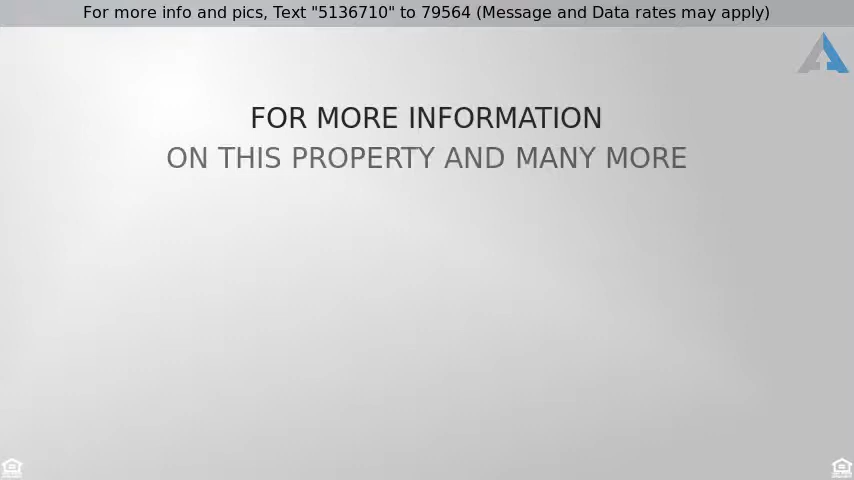 For more info and pics, Text "5136710" to 79564 (Message and Data rates may apply)
FOR MORE INFORMATION
ON THIS PROPERTY AND MANY MORE